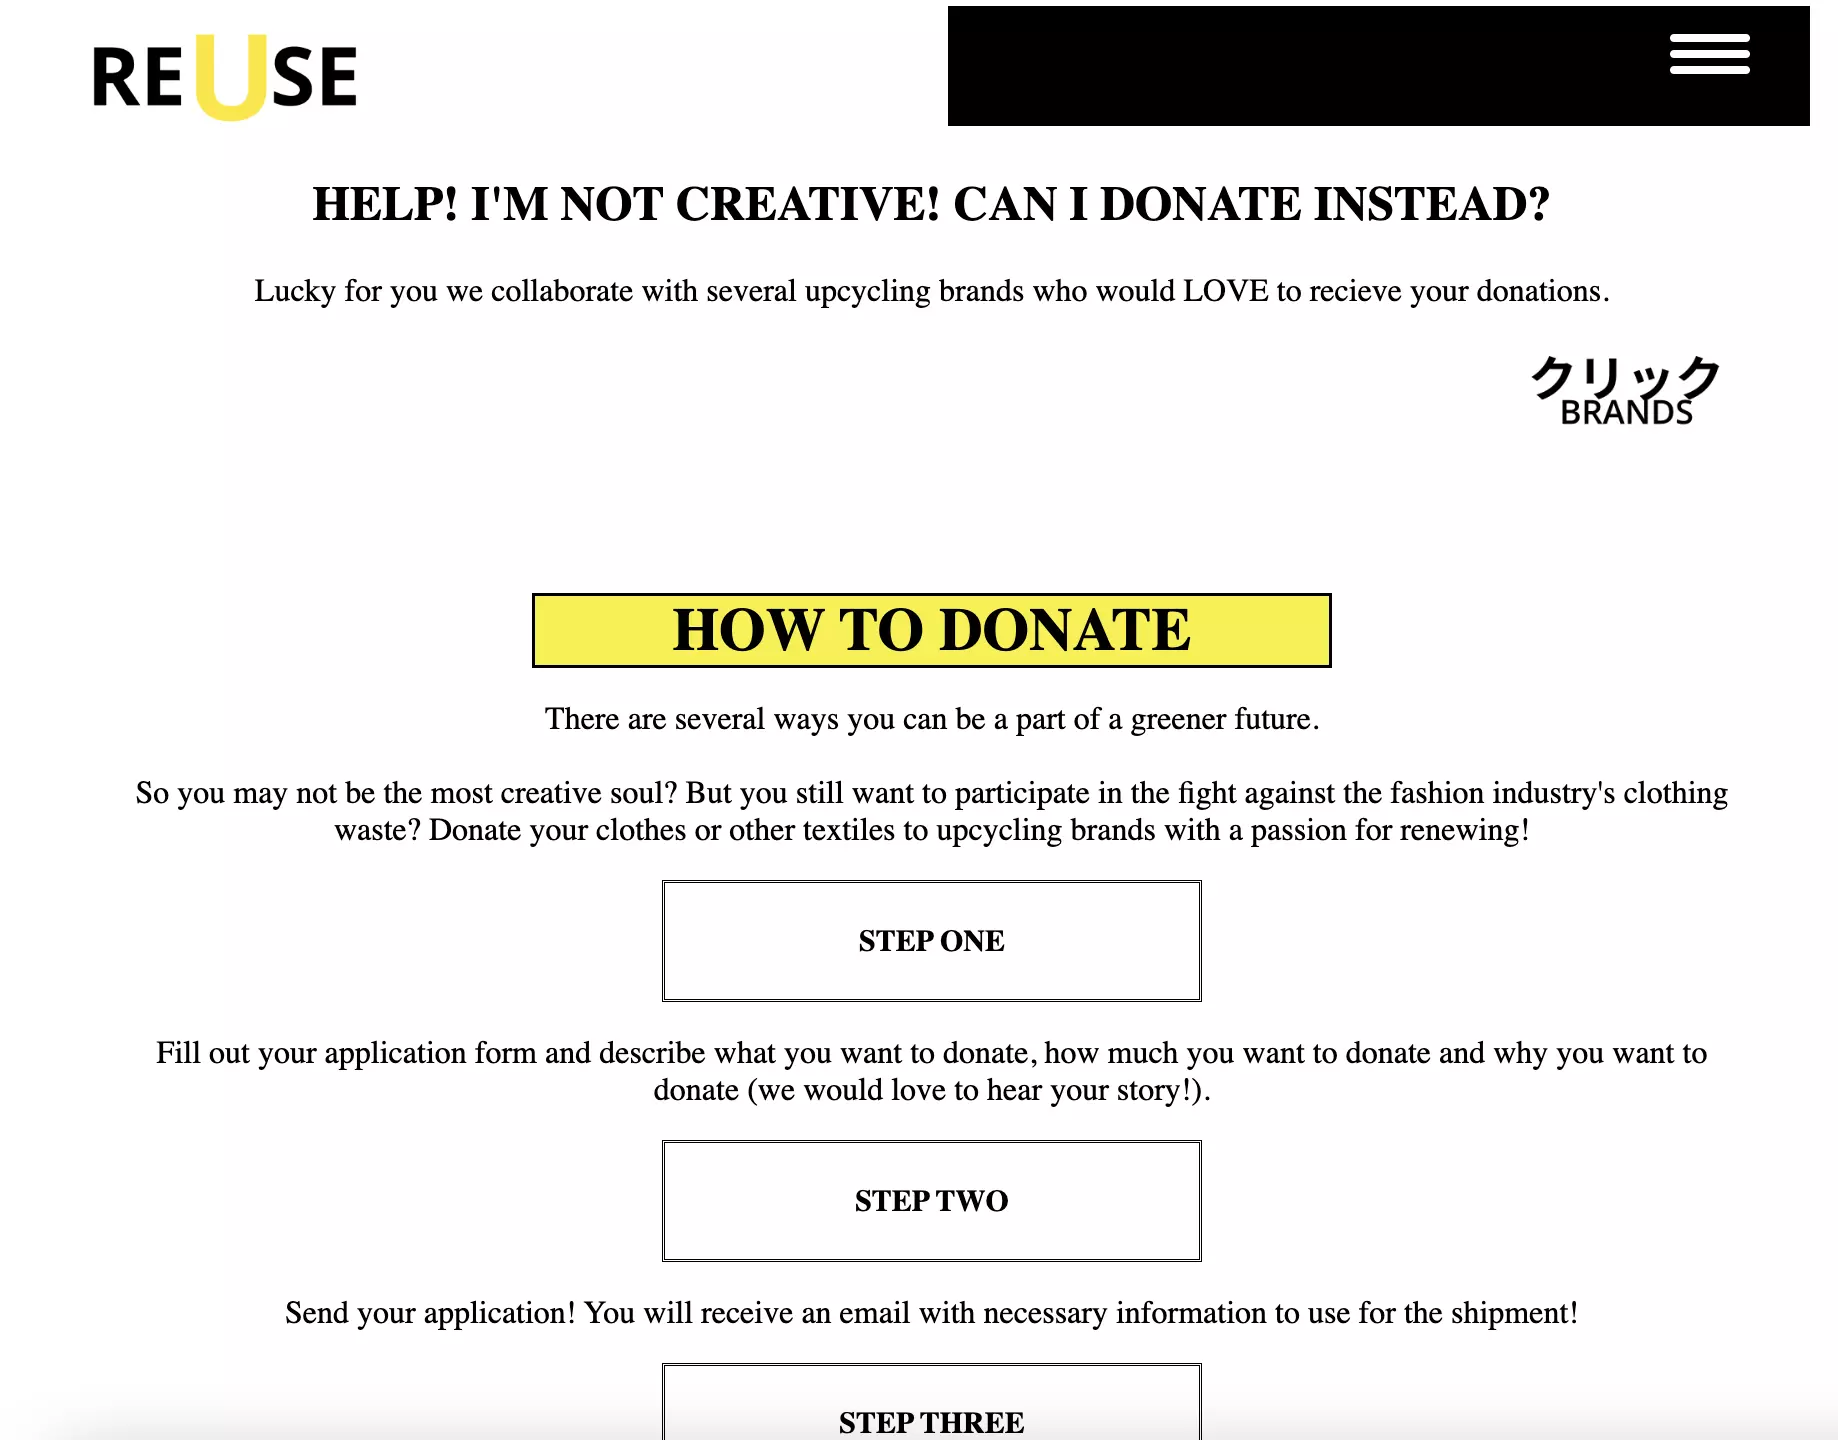 REUSE
HELP! I'M NOT CREATIVE! CAN I DONATE INSTEAD?
Lucky for you we collaborate with several upcycling brands who would LOVE to recieve your donations.
クリック
BRANDS
HOW TO DONATE
There are several ways you can be a part of a greener future.
So you may not be the most creative soul? But you still want to participate in the fight against the fashion industry's clothing
waste? Donate your clothes or other textiles to upcycling brands with a passion for renewing!
STEP ONE
Fill out your application form and describe what you want to donate, how much you want to donate and why you want to
donate (we would love to hear your story!).
STEP TWO
Send your application! You will receive an email with necessary information to use for the shipment!
STEP THREE